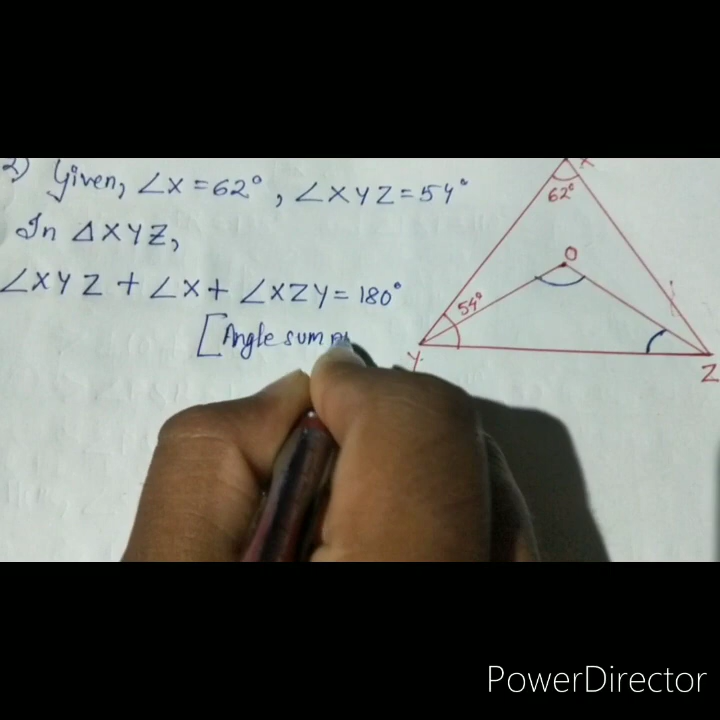 2) Given, ∠X = 62°, ∠XYZ = 54°
In ΔXYZ,
∠XYZ + ∠X + ∠XZY = 180°
[Angle sum
X
62°
O
54°
Y
Z
PowerDirector